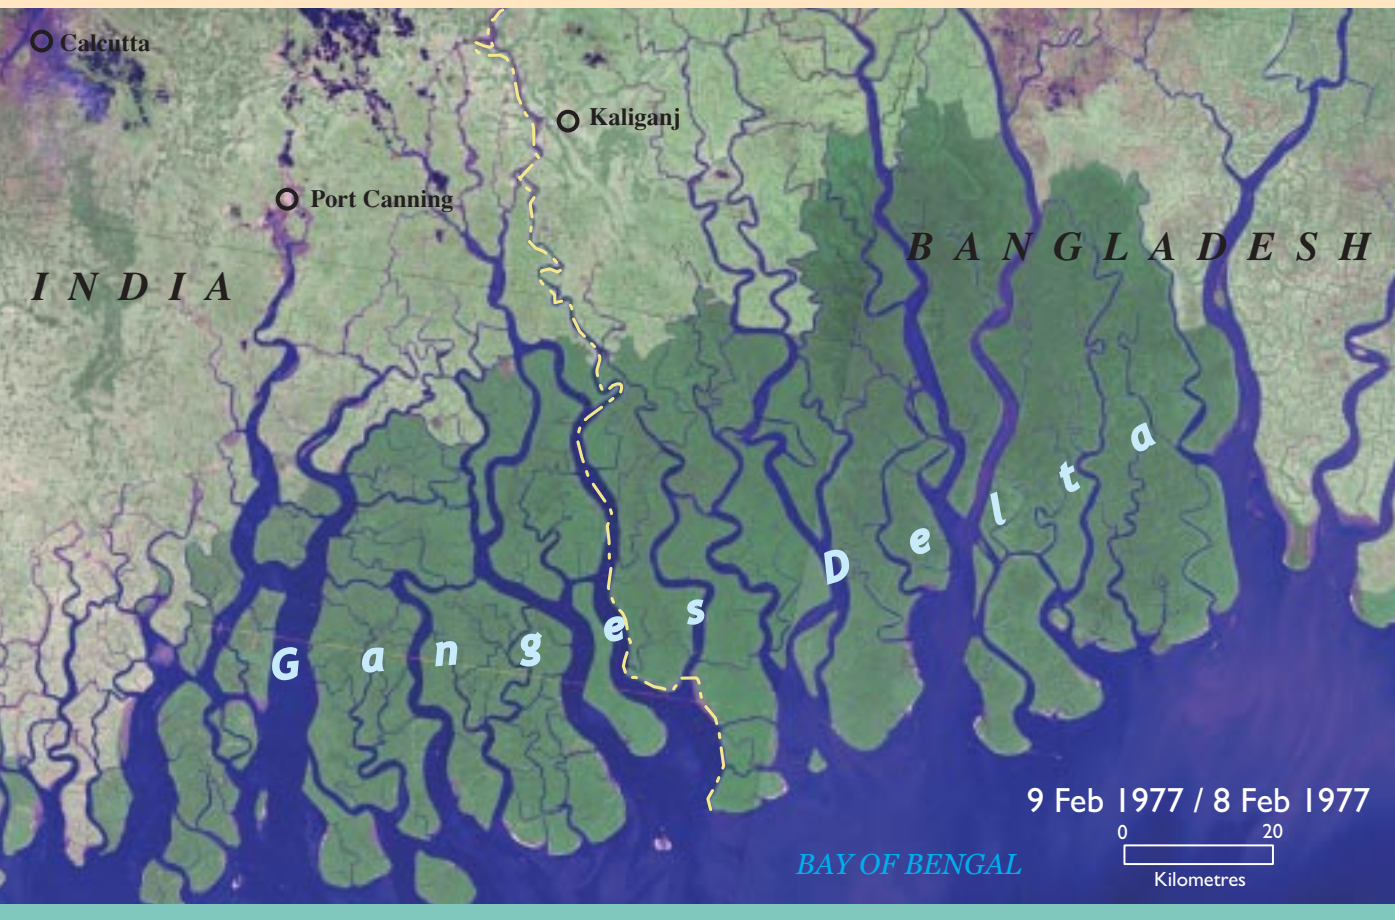 Calcutta
Kaliganj
Port Canning
BANGLADESH
INDIA
Ganges Delta
9 Feb 1977 / 8 Feb 1977
0 20
BAY OF BENGAL
Kilometres